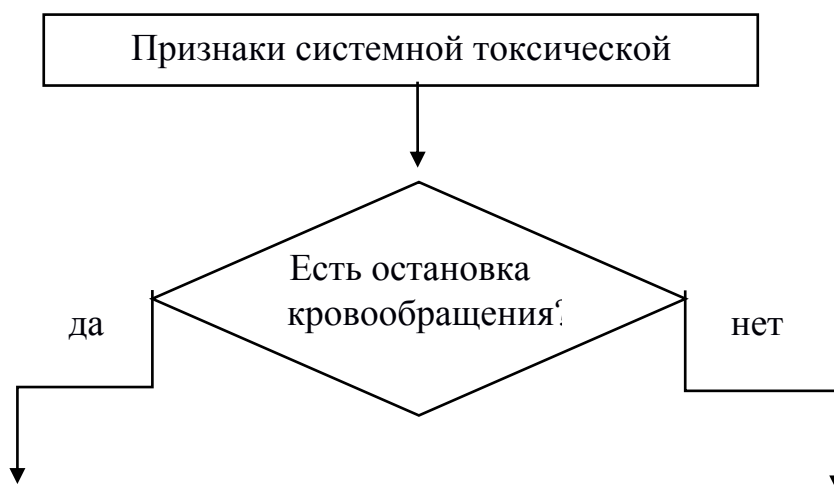 Признаки системной токсической
Есть остановка
кровообращения?
да
нет